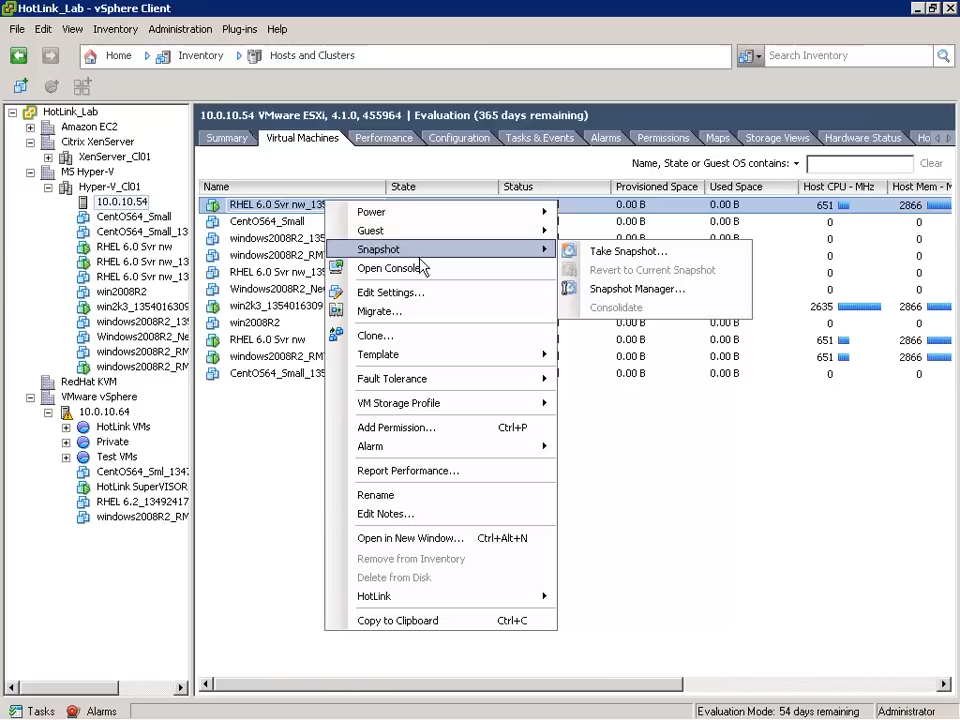 HotLink_Lab - vSphere Client
File Edit View Inventory Administration Plug-ins Help
Home Inventory Hosts and Clusters Search Inventory
HotLink_Lab
Amazon EC2
Citrix XenServer
XenServer_Cl01
MS Hyper-V
Hyper-V_Cl01
10.0.10.54
CentOS64_Small
CentOS64_Small_135
RHEL 6.0 Svr nw
RHEL 6.0 Svr nw_13
RHEL 6.0 Svr nw_13
win2008R2
win2k3_1354016309
windows2008R2_13
Windows2008R2_Ne
windows2008R2_RM
windows2008R2_RM
RedHat KVM
VMware vSphere
10.0.10.64
HotLink VMs
Private
Test VMs
CentOS64_Sml_1347
HotLink SuperVISOR
RHEL 6.2_13492417
windows2008R2_RM
10.0.10.54 VMware ESXi, 4.1.0, 455964 | Evaluation (365 days remaining)
Summary Virtual Machines Performance Configuration Tasks & Events Alarms Permissions Maps Storage Views Hardware Status Ho
Name, State or Guest OS contains: Clear
Name State Status Provisioned Space Used Space Host CPU - MHz Host Mem - M
RHEL 6.0 Svr nw_135 0.00 B 0.00 B 651 2866
CentOS64_Small 0 0
windows2008R2_135 0 0
windows2008R2_RM 0 0
RHEL 6.0 Svr nw_135 0 0
Windows2008R2_Ne 0 0
win2k3_1354016309 2635 2866
win2008R2 0.00 B 0.00 B 0 0
RHEL 6.0 Svr nw 0.00 B 0.00 B 651 2866
windows2008R2_RM 0.00 B 0.00 B 651 2866
CentOS64_Small_135 0.00 B 0.00 B 0 0
Power
Guest
Snapshot
Open Console
Edit Settings...
Migrate...
Clone...
Template
Fault Tolerance
VM Storage Profile
Add Permission... Ctrl+P
Alarm
Report Performance...
Rename
Edit Notes...
Open in New Window... Ctrl+Alt+N
Remove from Inventory
Delete from Disk
HotLink
Copy to Clipboard Ctrl+C
Take Snapshot...
Revert to Current Snapshot
Snapshot Manager...
Consolidate
Tasks Alarms Evaluation Mode: 54 days remaining Administrator